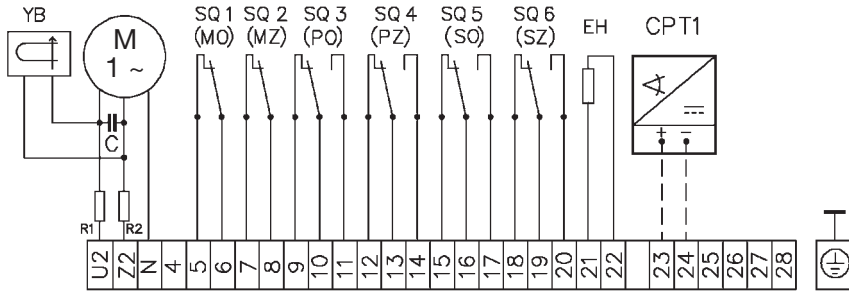 YB
M
1 ~
C
R1
R2
SQ 1
(MO)
SQ 2
(MZ)
SQ 3
(PO)
SQ 4
(PZ)
SQ 5
(SO)
SQ 6
(SZ)
EH
CPT1
+ −
U2 Z2 N 4 5 6 7 8 9 10 11 12 13 14 15 16 17 18 19 20 21 22 23 24 25 26 27 28